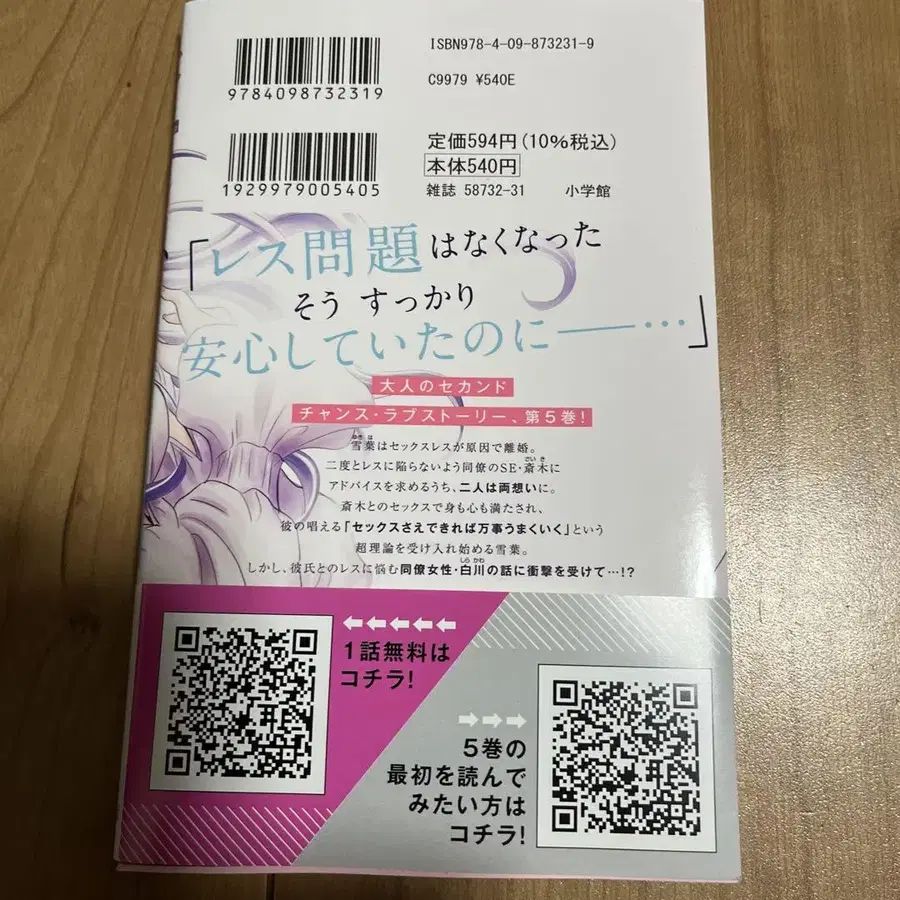 ISBN978-4-09-873231-9
9784098732319
C9979 ¥540E
定価594円(10%税込)
本体540円
1929979005405
雑誌 58732-31 小学館
「レス問題はなくなった
そう すっかり
安心していたのに――…」
大人のセカンド
チャンス・ラブストーリー、第5巻!
雪葉はセックスレスが原因で離婚。
二度とレスに陥らないよう同僚のSE・斎木に
アドバイスを求めるうち、二人は両想いに。
斎木とのセックスで身も心も満たされ、
彼の唱える「セックスさえできれば万事うまくいく」という
超理論を受け入れ始める雪葉。
しかし、彼氏とのレスに悩む同僚女性・白川の話に衝撃を受けて…!?
←←←←←
1話無料は
コチラ!
→→→
5巻の
最初を読んで
みたい方は
コチラ!